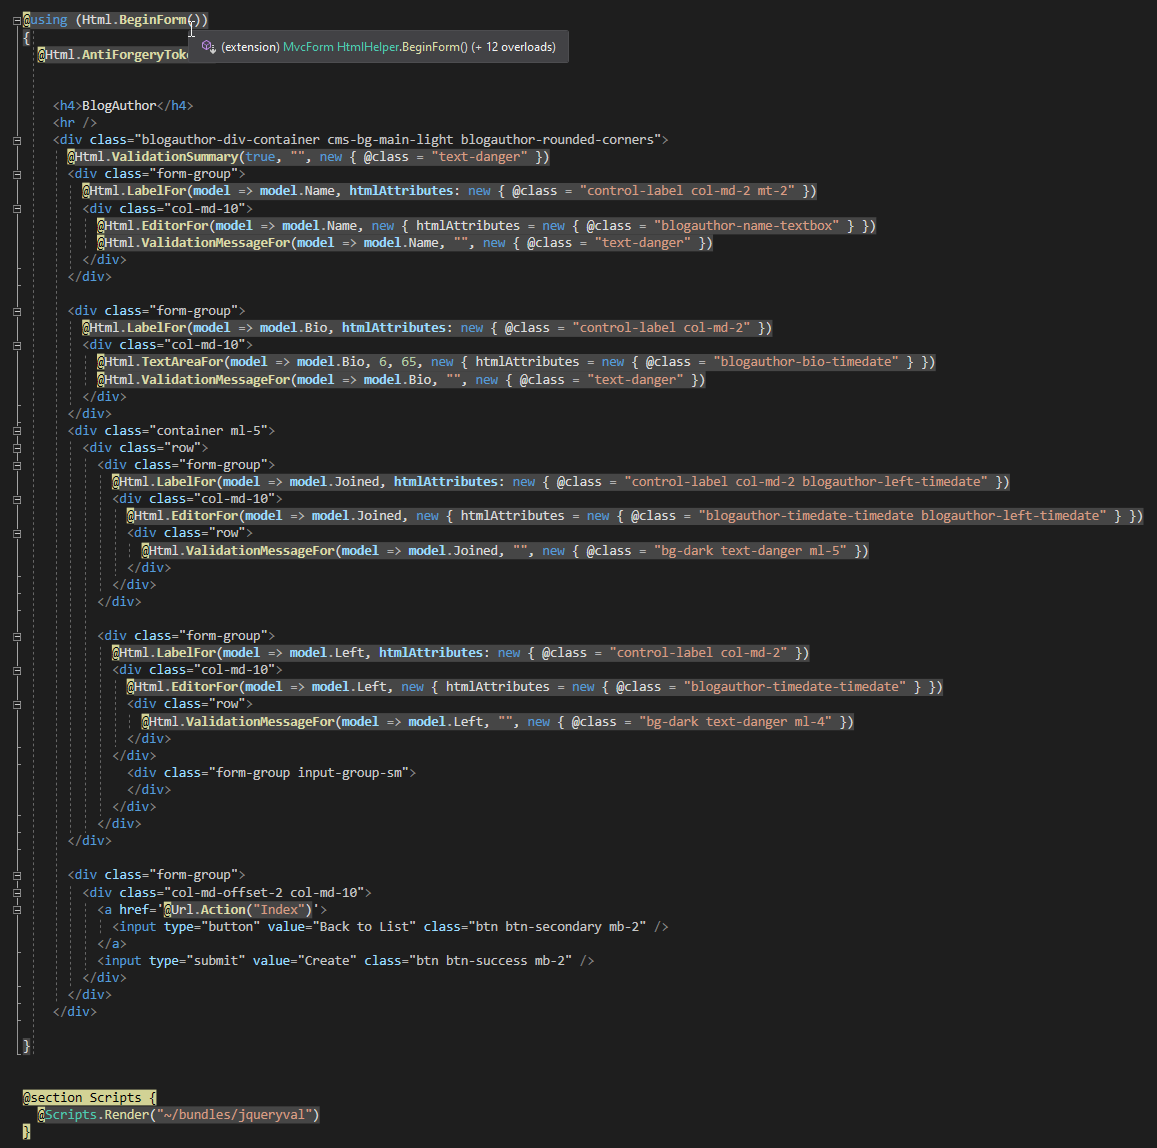 @using (Html.BeginForm())
{
(extension) MvcForm HtmlHelper.BeginForm() (+ 12 overloads)
@Html.AntiForgeryToke
<h4>BlogAuthor</h4>
<hr />
<div class="blogauthor-div-container cms-bg-main-light blogauthor-rounded-corners">
@Html.ValidationSummary(true, "", new { @class = "text-danger" })
<div class="form-group">
@Html.LabelFor(model => model.Name, htmlAttributes: new { @class = "control-label col-md-2 mt-2" })
<div class="col-md-10">
@Html.EditorFor(model => model.Name, new { htmlAttributes = new { @class = "blogauthor-name-textbox" } })
@Html.ValidationMessageFor(model => model.Name, "", new { @class = "text-danger" })
</div>
</div>
<div class="form-group">
@Html.LabelFor(model => model.Bio, htmlAttributes: new { @class = "control-label col-md-2" })
<div class="col-md-10">
@Html.TextAreaFor(model => model.Bio, 6, 65, new { htmlAttributes = new { @class = "blogauthor-bio-timedate" } })
@Html.ValidationMessageFor(model => model.Bio, "", new { @class = "text-danger" })
</div>
</div>
<div class="container ml-5">
<div class="row">
<div class="form-group">
@Html.LabelFor(model => model.Joined, htmlAttributes: new { @class = "control-label col-md-2 blogauthor-left-timedate" })
<div class="col-md-10">
@Html.EditorFor(model => model.Joined, new { htmlAttributes = new { @class = "blogauthor-timedate-timedate blogauthor-left-timedate" } })
<div class="row">
@Html.ValidationMessageFor(model => model.Joined, "", new { @class = "bg-dark text-danger ml-5" })
</div>
</div>
</div>
<div class="form-group">
@Html.LabelFor(model => model.Left, htmlAttributes: new { @class = "control-label col-md-2" })
<div class="col-md-10">
@Html.EditorFor(model => model.Left, new { htmlAttributes = new { @class = "blogauthor-timedate-timedate" } })
<div class="row">
@Html.ValidationMessageFor(model => model.Left, "", new { @class = "bg-dark text-danger ml-4" })
</div>
</div>
<div class="form-group input-group-sm">
</div>
</div>
</div>
</div>
<div class="form-group">
<div class="col-md-offset-2 col-md-10">
<a href='@Url.Action("Index")'>
<input type="button" value="Back to List" class="btn btn-secondary mb-2" />
</a>
<input type="submit" value="Create" class="btn btn-success mb-2" />
</div>
</div>
</div>
}
@section Scripts {
@Scripts.Render("~/bundles/jqueryval")
}